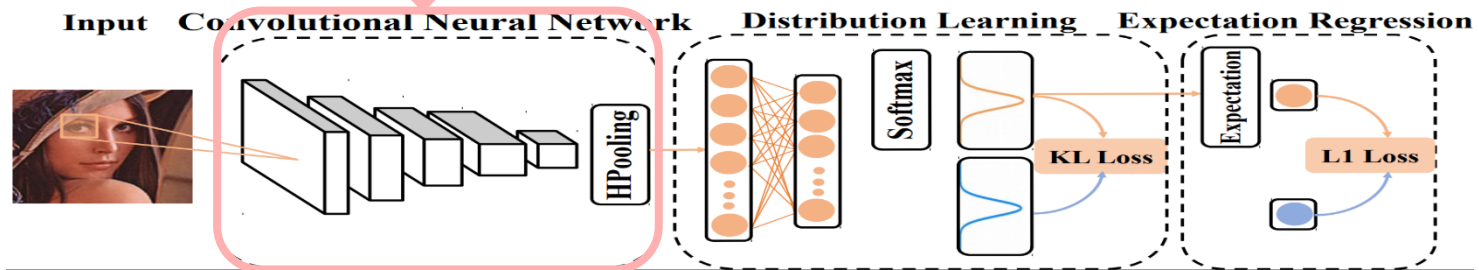 Input Convolutional Neural Network Distribution Learning Expectation Regression
HPooling
Softmax
KL Loss
Expectation
L1 Loss